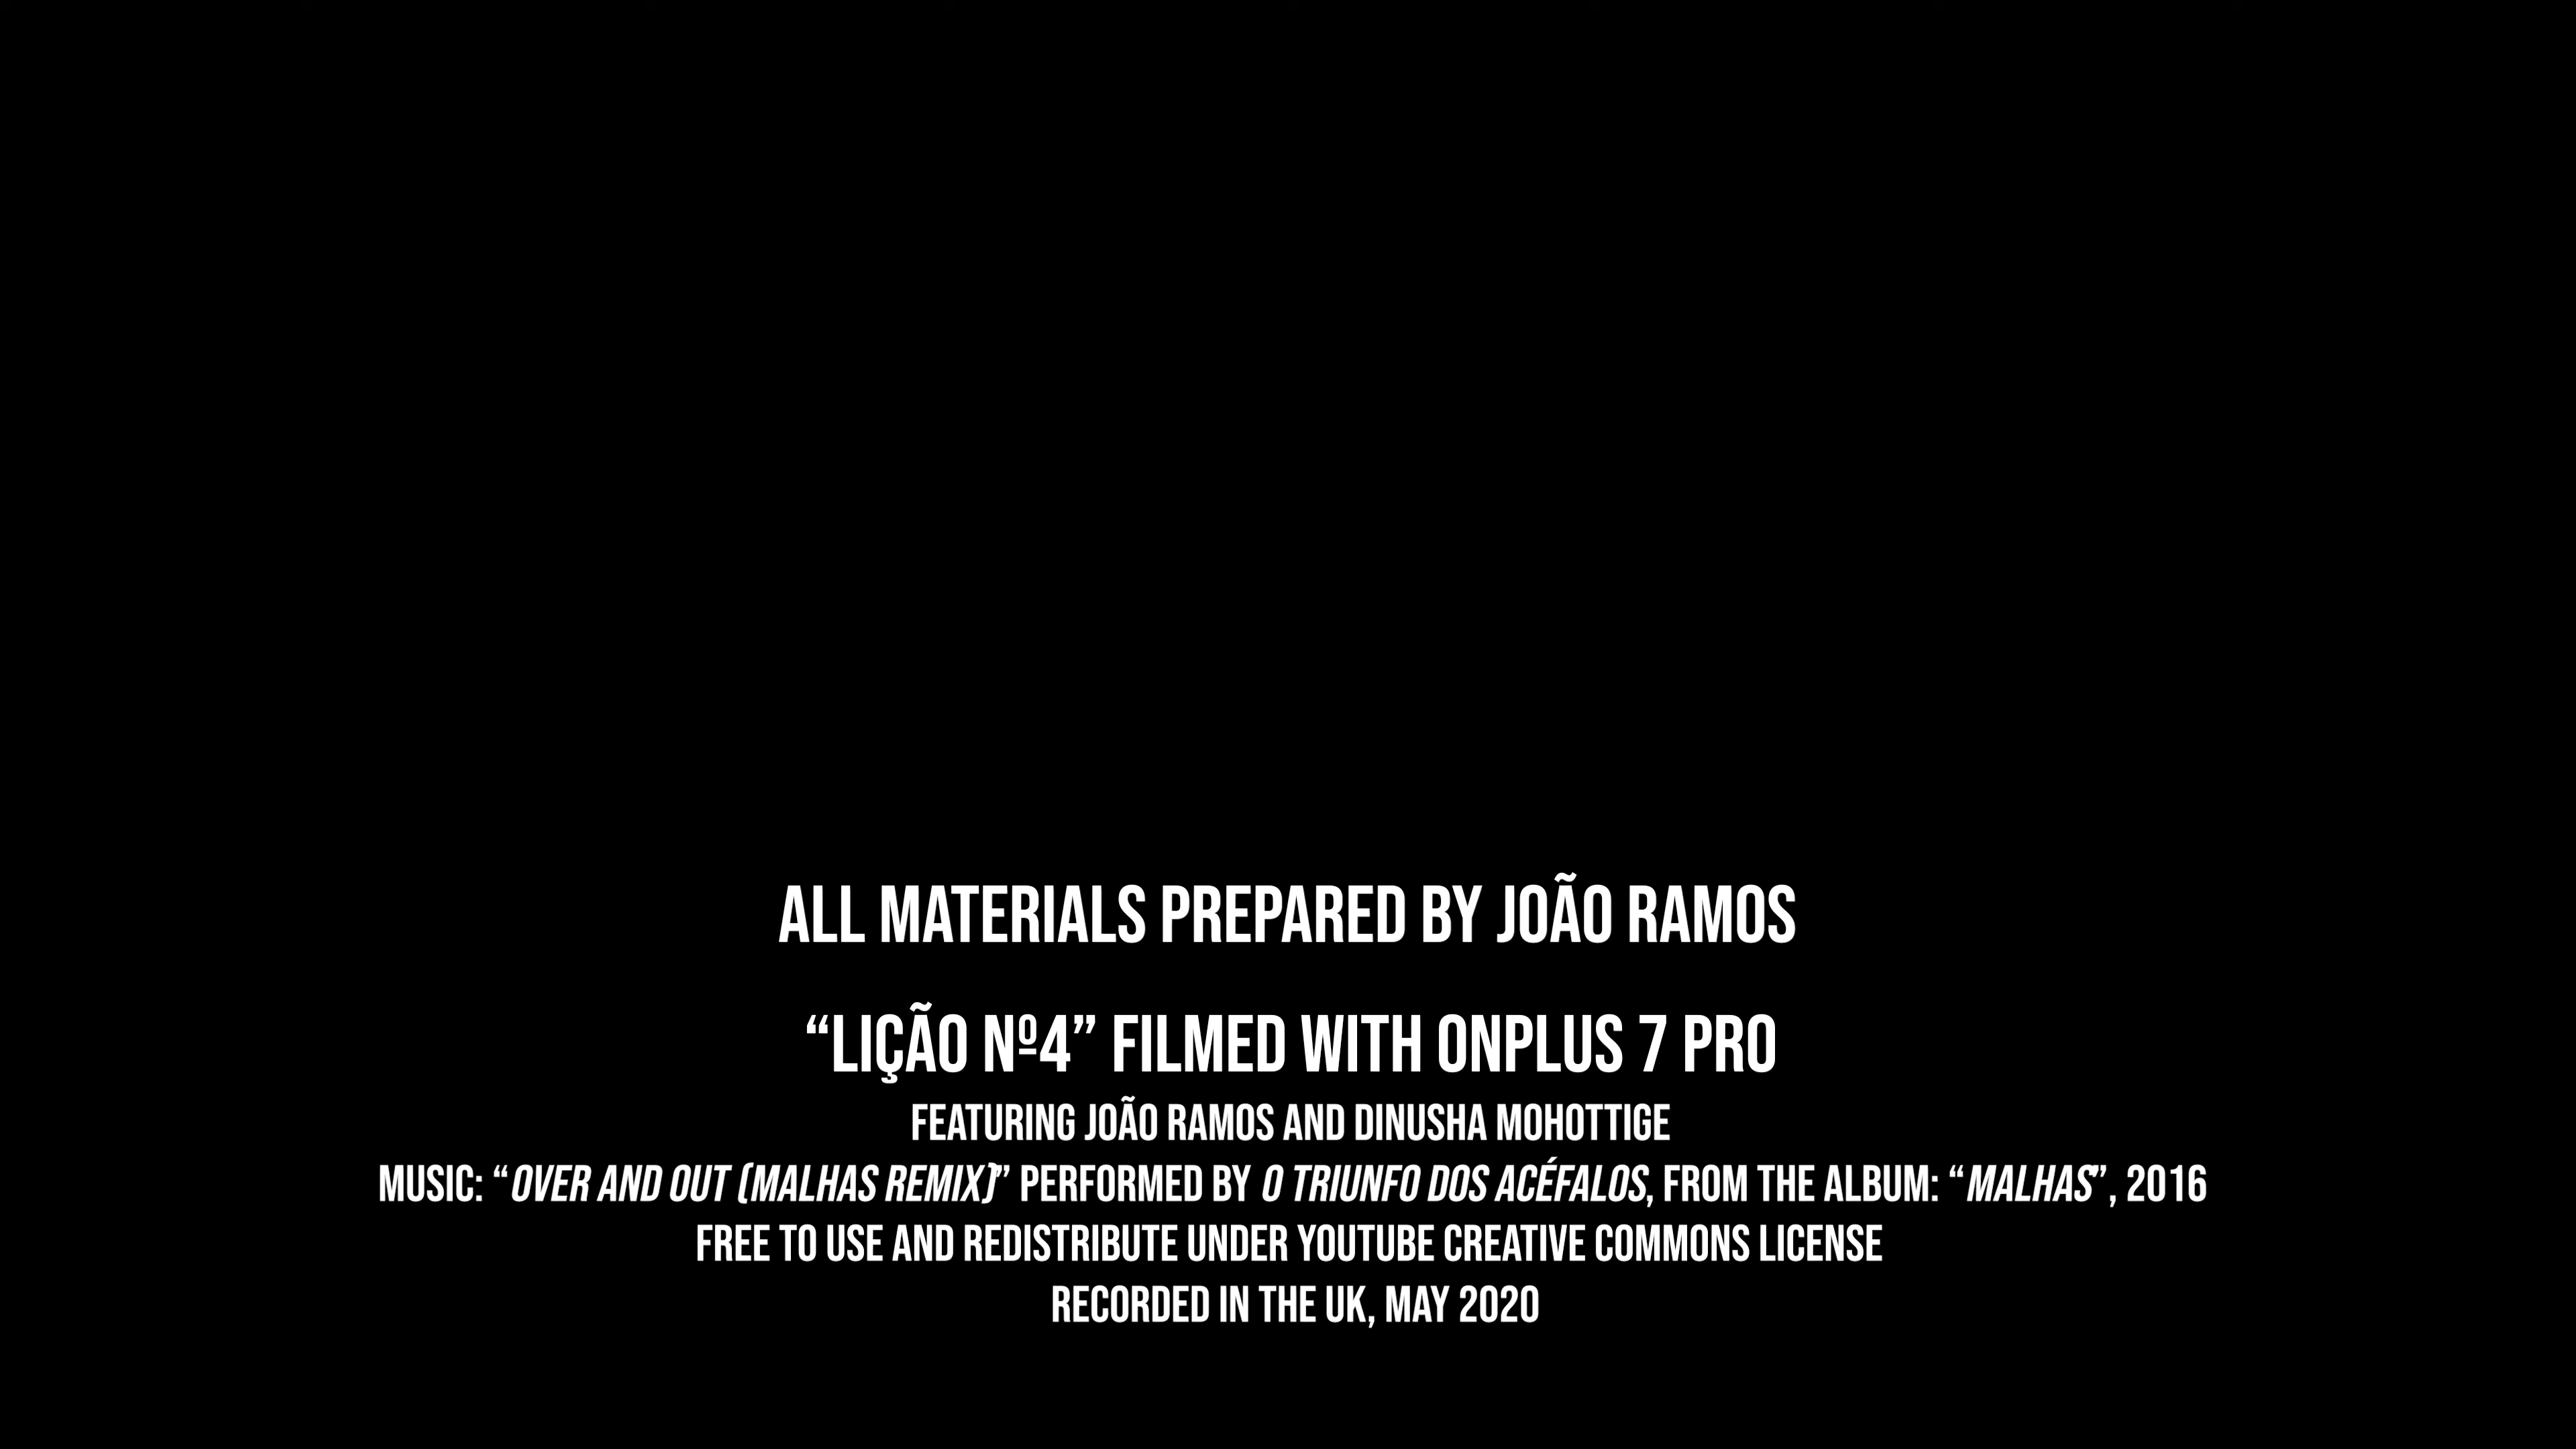 ALL MATERIALS PREPARED BY JOÃO RAMOS
“LIÇÃO Nº4” FILMED WITH ONPLUS 7 PRO
FEATURING JOÃO RAMOS AND DINUSHA MOHOTTIGE
MUSIC: “OVER AND OUT (MALHAS REMIX)” PERFORMED BY O TRIUNFO DOS ACÉFALOS, FROM THE ALBUM: “MALHAS”, 2016
FREE TO USE AND REDISTRIBUTE UNDER YOUTUBE CREATIVE COMMONS LICENSE
RECORDED IN THE UK, MAY 2020